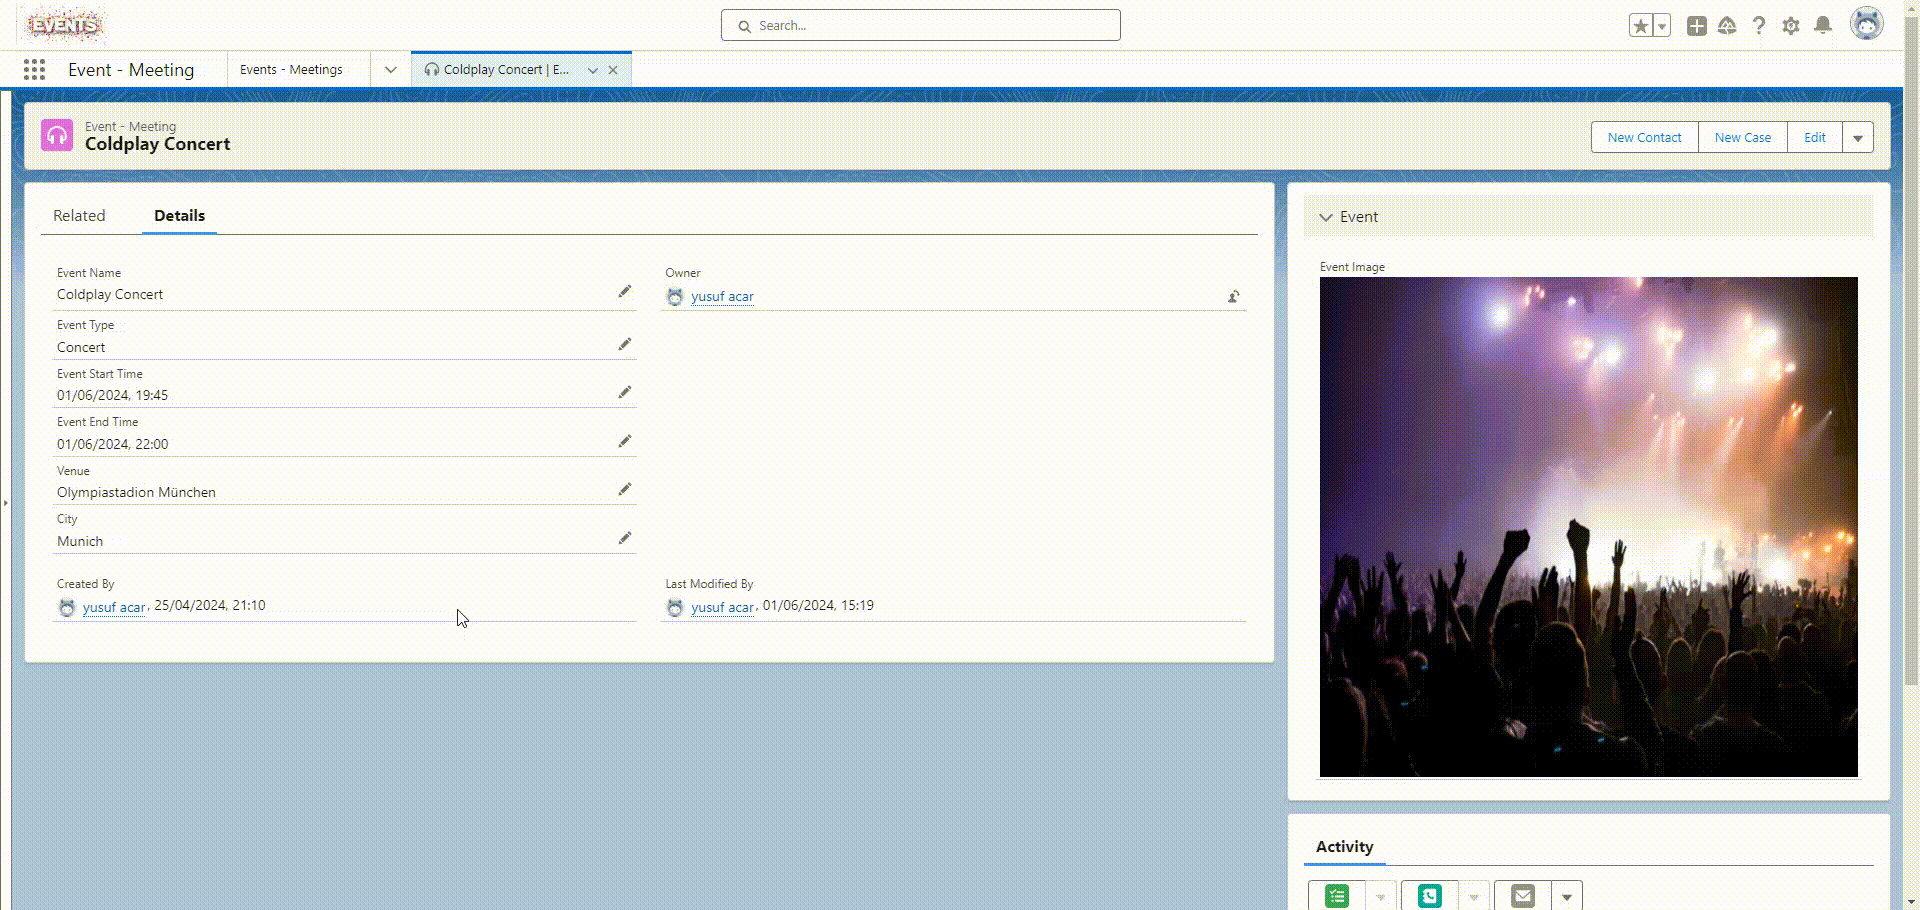 EVENTS
Search...
Event - Meeting
Events - Meetings
Coldplay Concert | E...
Event - Meeting
Coldplay Concert
New Contact
New Case
Edit
Related
Details
Event Name
Coldplay Concert
Owner
yusuf acar
Event Type
Concert
Event Start Time
01/06/2024, 19:45
Event End Time
01/06/2024, 22:00
Venue
Olympiastadion München
City
Munich
Created By
yusuf acar, 25/04/2024, 21:10
Last Modified By
yusuf acar, 01/06/2024, 15:19
Event
Event Image
Activity